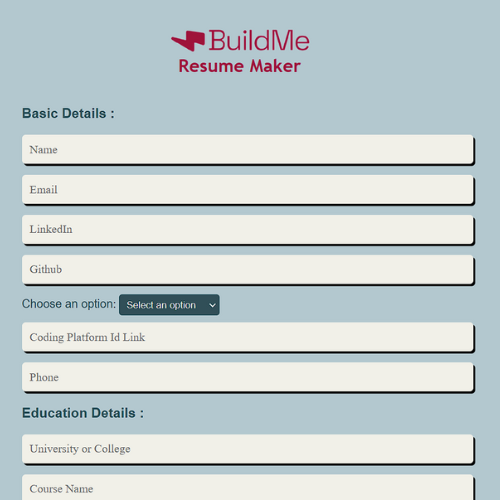 BuildMe
Resume Maker
Basic Details :
Name
Email
LinkedIn
Github
Choose an option: Select an option
Coding Platform Id Link
Phone
Education Details :
University or College
Course Name